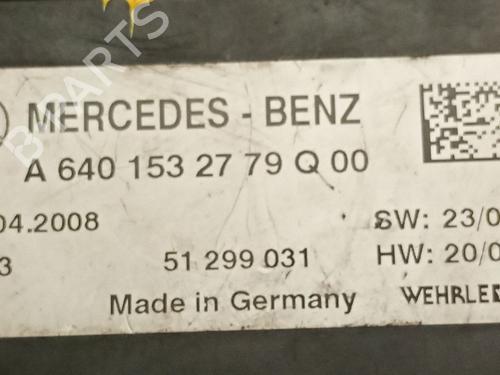 B-PARTS
MERCEDES - BENZ
A 640 153 27 79 Q 00
04.2008
SW: 23/0
3
51 299 031
HW: 20/0
Made in Germany
WEHRLE